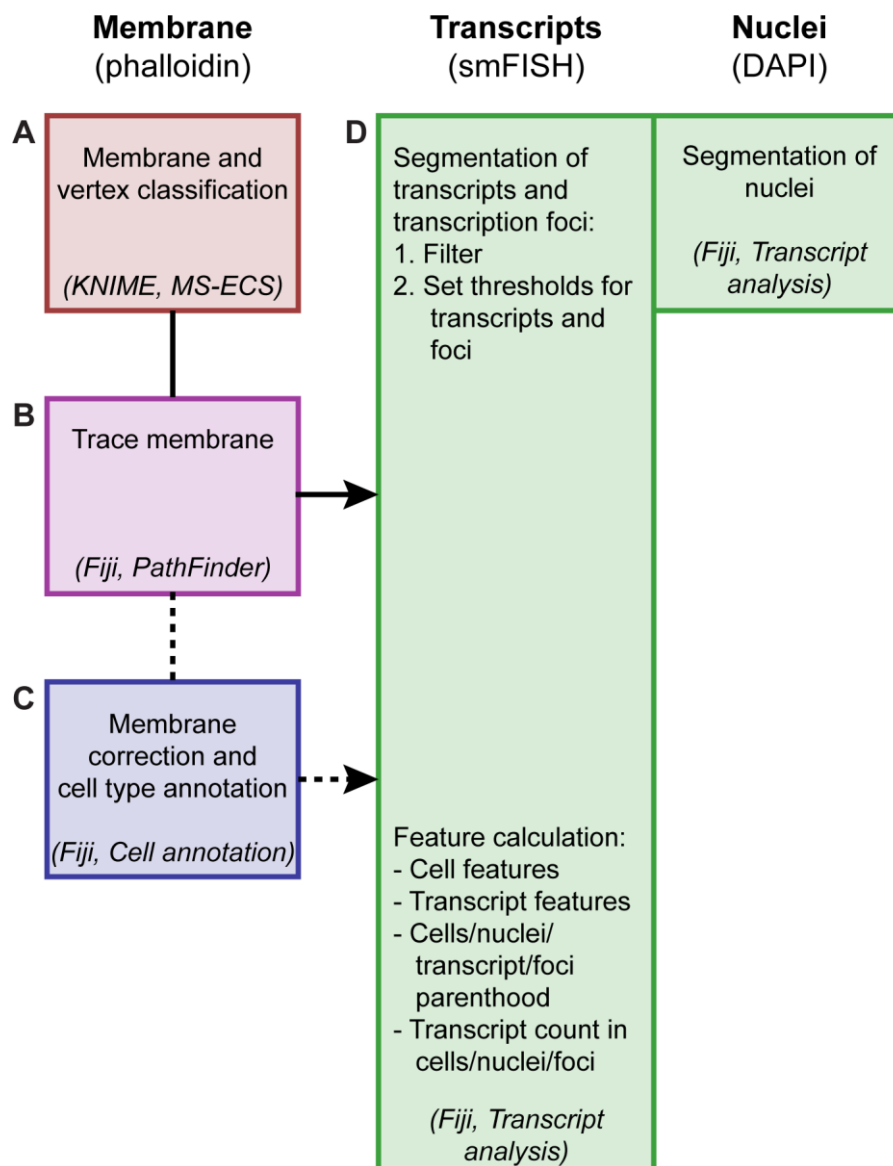 Membrane
(phalloidin)
Transcripts
(smFISH)
Nuclei
(DAPI)
A
Membrane and
vertex classification
(KNIME, MS-ECS)
B
Trace membrane
(Fiji, PathFinder)
C
Membrane
correction and
cell type annotation
(Fiji, Cell annotation)
D
Segmentation of
transcripts and
transcription foci:
1. Filter
2. Set thresholds for
transcripts and
foci
Feature calculation:
- Cell features
- Transcript features
- Cells/nuclei/
transcript/foci
parenthood
- Transcript count in
cells/nuclei/foci
(Fiji, Transcript
analysis)
Segmentation of
nuclei
(Fiji, Transcript
analysis)